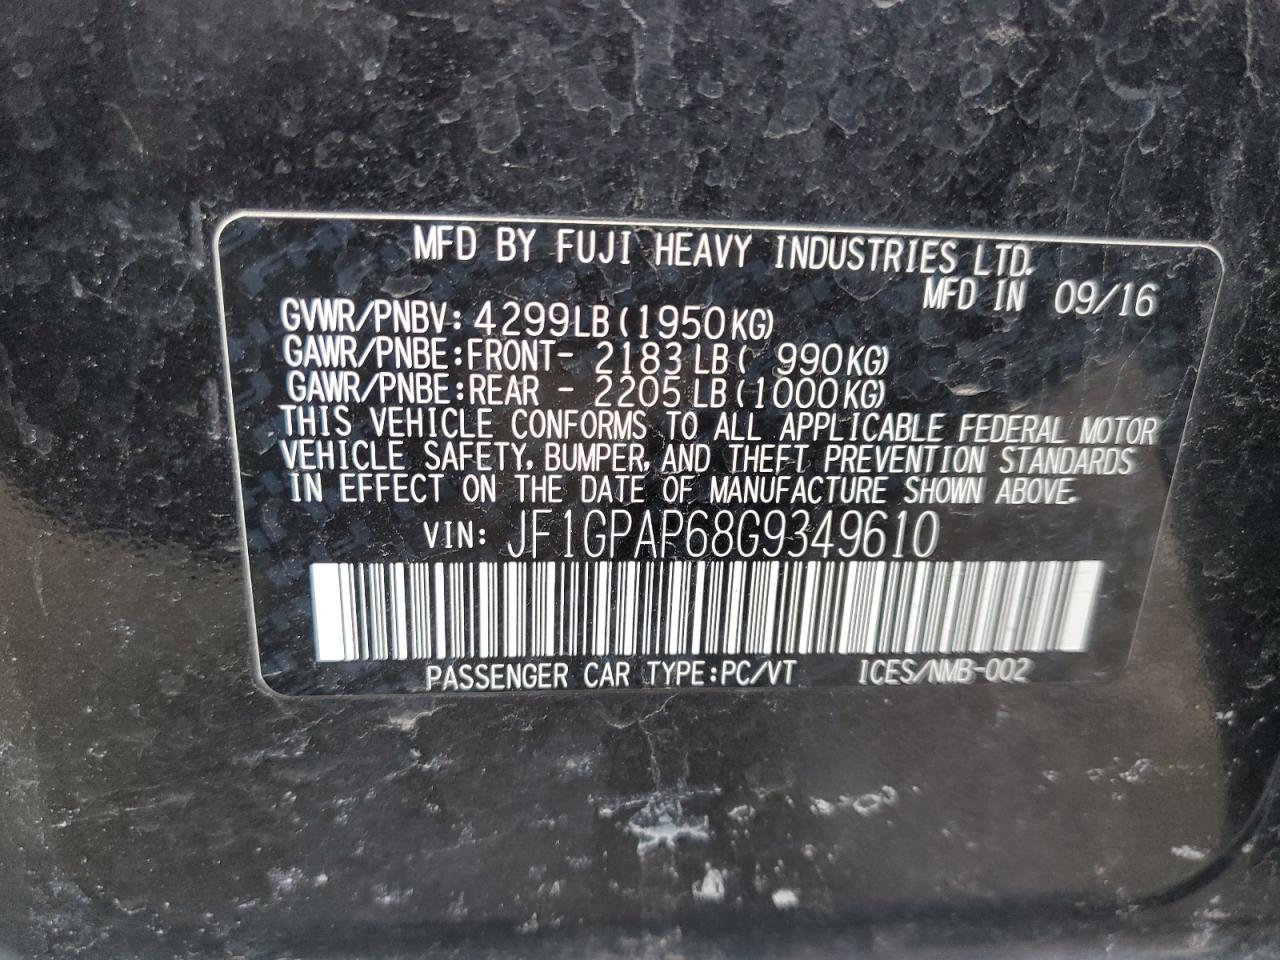 MFD BY FUJI HEAVY INDUSTRIES LTD.
MFD IN 09/16
GVWR/PNBV: 4299LB (1950KG)
GAWR/PNBE: FRONT- 2183 LB ( 990KG)
GAWR/PNBE: REAR - 2205 LB (1000KG)
THIS VEHICLE CONFORMS TO ALL APPLICABLE FEDERAL MOTOR
VEHICLE SAFETY, BUMPER, AND THEFT PREVENTION STANDARDS
IN EFFECT ON THE DATE OF MANUFACTURE SHOWN ABOVE.
VIN: JF1GPAP68G9349610
PASSENGER CAR TYPE: PC/VT ICES/NMB-002